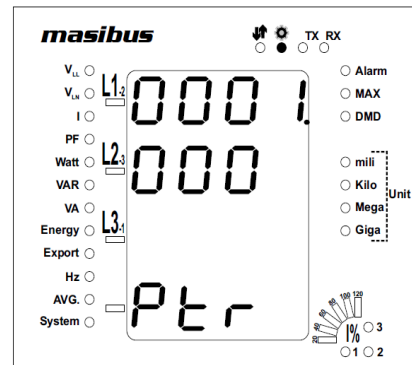 masibus
TX RX
V_LL
V_LN
I
PF
Watt
VAR
VA
Energy
Export
Hz
AVG.
System
L1-2
0001.
L2-3
000
L3-1
Ptr
Alarm
MAX
DMD
mili
Kilo
Mega
Giga
Unit
20 40 60 80 100 120
I%
3
1 2